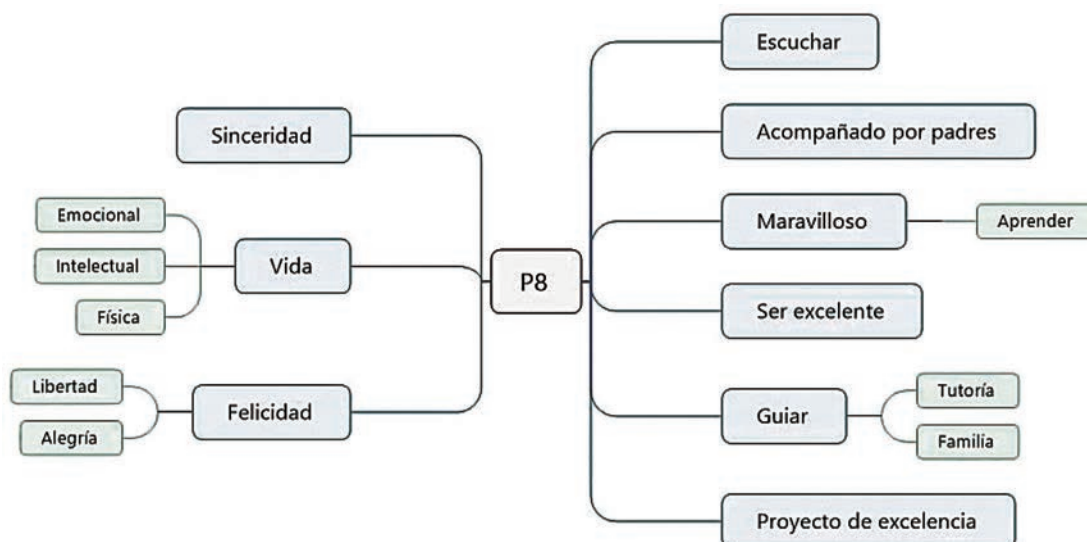 Sinceridad
Emocional
Intelectual
Física
Vida
Libertad
Alegría
Felicidad
P8
Escuchar
Acompañado por padres
Maravilloso
Aprender
Ser excelente
Guiar
Tutoría
Familía
Proyecto de excelencia